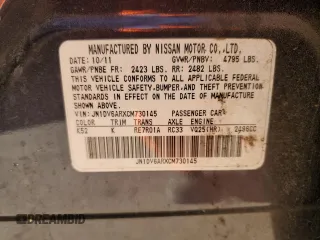 MANUFACTURED BY NISSAN MOTOR CO.,LTD.
DATE: 10/11 GVWR/PNBV: 4795 LBS.
GAWR/PNBE FR: 2423 LBS. RR: 2482 LBS.
THIS VEHICLE CONFORMS TO ALL APPLICABLE FEDERAL
MOTOR VEHICLE SAFETY,BUMPER,AND THEFT PREVENTION
STANDARDS IN EFFECT ON THE DATE OF MANUFACTURE
SHOWN ABOVE.
VIN: JN1DV6ARXCM730145 PASSENGER CAR
COLOR TRIM TRANS AXLE ENGINE
K52 K RE7R01A RC33 VQ25(HR) 2496CC
JN1DV6ARXCM730145
© DREAMBID